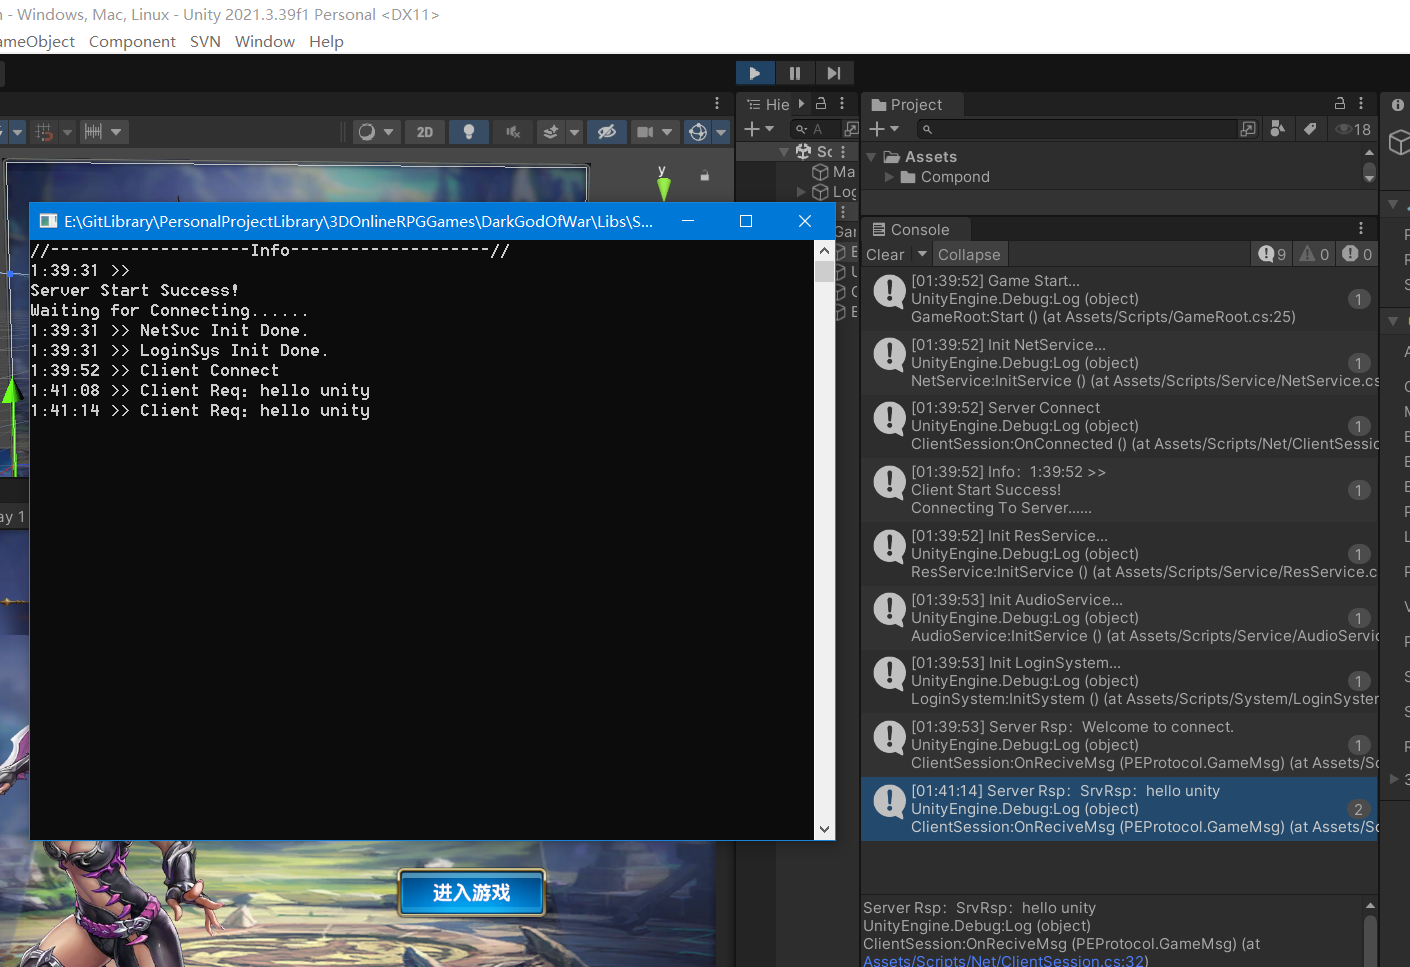 - Windows, Mac, Linux - Unity 2021.3.39f1 Personal <DX11>
ameObject Component SVN Window Help
Hie
Project
2D
A
18
Sc
Assets
Ma
Compond
Log
E:\GitLibrary\PersonalProjectLibrary\3DOnlineRPGGames\DarkGodOfWar\Libs\S...
//--------------------Info--------------------//
1:39:31 >>
Server Start Success!
Waiting for Connecting......
1:39:31 >> NetSvc Init Done.
1:39:31 >> LoginSys Init Done.
1:39:52 >> Client Connect
1:41:08 >> Client Req: hello unity
1:41:14 >> Client Req: hello unity
Console
Clear Collapse 9 0 0
[01:39:52] Game Start...
UnityEngine.Debug:Log (object)
GameRoot:Start () (at Assets/Scripts/GameRoot.cs:25)
1
[01:39:52] Init NetService...
UnityEngine.Debug:Log (object)
NetService:InitService () (at Assets/Scripts/Service/NetService.cs
1
[01:39:52] Server Connect
UnityEngine.Debug:Log (object)
ClientSession:OnConnected () (at Assets/Scripts/Net/ClientSessio
1
[01:39:52] Info：1:39:52 >>
Client Start Success!
Connecting To Server......
1
[01:39:52] Init ResService...
UnityEngine.Debug:Log (object)
ResService:InitService () (at Assets/Scripts/Service/ResService.c
1
[01:39:53] Init AudioService...
UnityEngine.Debug:Log (object)
AudioService:InitService () (at Assets/Scripts/Service/AudioServic
1
[01:39:53] Init LoginSystem...
UnityEngine.Debug:Log (object)
LoginSystem:InitSystem () (at Assets/Scripts/System/LoginSyster
1
[01:39:53] Server Rsp：Welcome to connect.
UnityEngine.Debug:Log (object)
ClientSession:OnReciveMsg (PEProtocol.GameMsg) (at Assets/Sc
1
[01:41:14] Server Rsp：SrvRsp：hello unity
UnityEngine.Debug:Log (object)
ClientSession:OnReciveMsg (PEProtocol.GameMsg) (at Assets/Sc
2
Server Rsp：SrvRsp：hello unity
UnityEngine.Debug:Log (object)
ClientSession:OnReciveMsg (PEProtocol.GameMsg) (at
Assets/Scripts/Net/ClientSession.cs:32)
y
ay 1
进入游戏